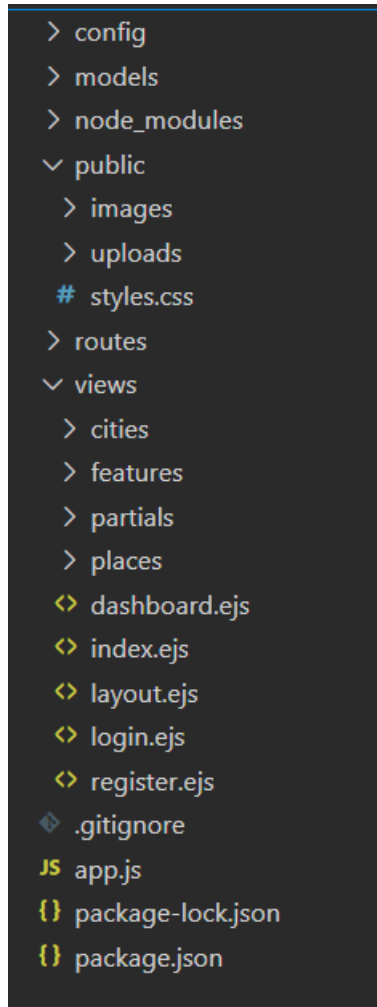 config
models
node_modules
public
images
uploads
# styles.css
routes
views
cities
features
partials
places
<> dashboard.ejs
<> index.ejs
<> layout.ejs
<> login.ejs
<> register.ejs
.gitignore
JS app.js
{} package-lock.json
{} package.json